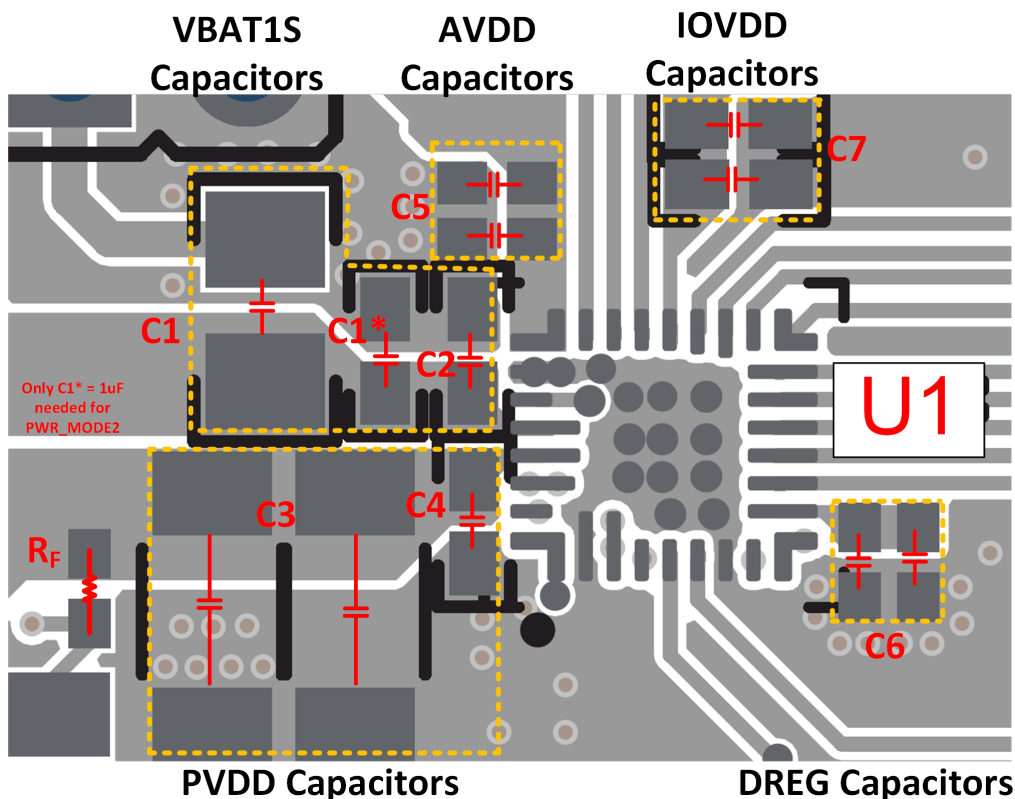 VBAT1S
Capacitors
AVDD
Capacitors
IOVDD
Capacitors
C7
C5
C1
C1*
C2
Only C1* = 1uF
needed for
PWR_MODE2
U1
C3
C4
RF
C6
PVDD Capacitors
DREG Capacitors